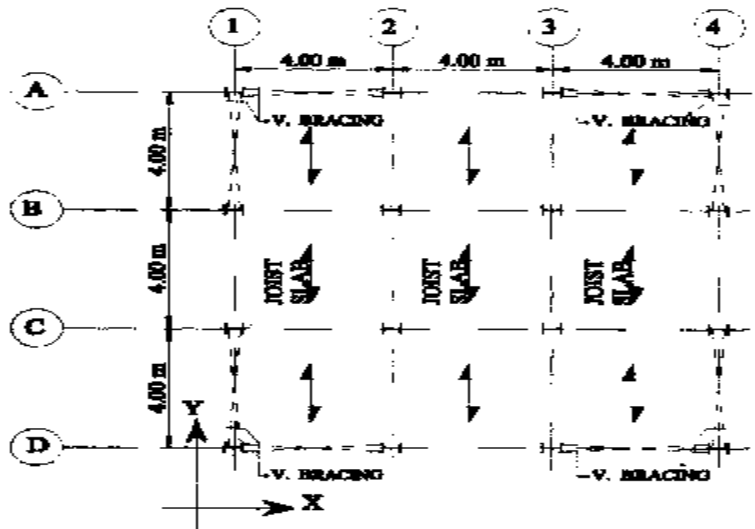 1 2 3 4
4.00 m 4.00 m 4.00 m
A
V. BRACING V. BRACING
4.00 m
B
4.00 m
JOIST SLAB JOIST SLAB JOIST SLAB
C
4.00 m
Y
D
V. BRACING V. BRACING
X